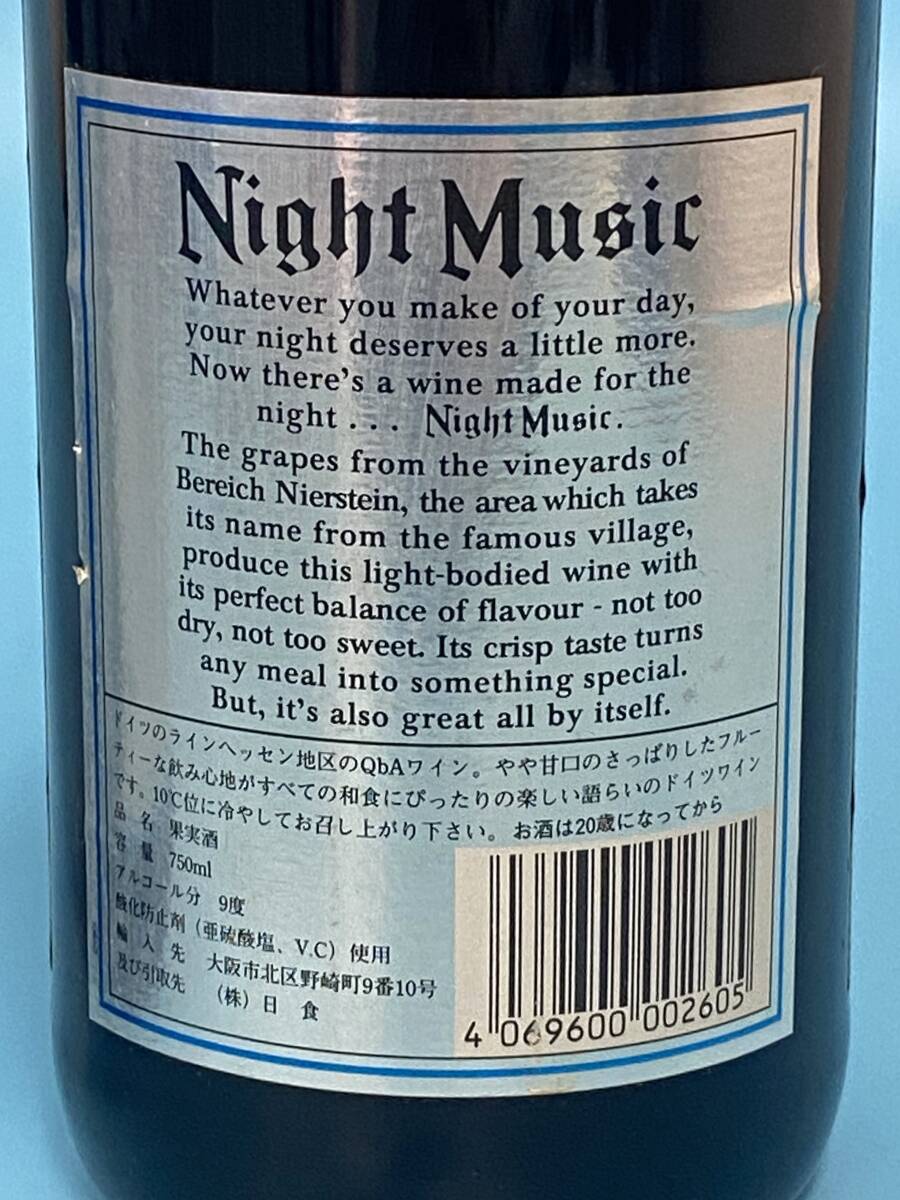 Night Music
Whatever you make of your day,
your night deserves a little more.
Now there's a wine made for the
night . . . Night Music.
The grapes from the vineyards of
Bereich Nierstein, the area which takes
its name from the famous village,
produce this light-bodied wine with
its perfect balance of flavour - not too
dry, not too sweet. Its crisp taste turns
any meal into something special.
But, it's also great all by itself.
ドイツのラインヘッセン地区のQbAワイン。やや甘口のさっぱりしたフルー
ティーな飲み心地がすべての和食にぴったりの楽しい語らいのドイツワイン
です。10℃位に冷やしてお召し上がり下さい。 お酒は20歳になってから
品 名 果実酒
容 量 750ml
アルコール分 9度
酸化防止剤（亜硫酸塩、V.C）使用
輸 入 先 大阪市北区野崎町9番10号
及び引取先 （株）日 食
4 069600 002605